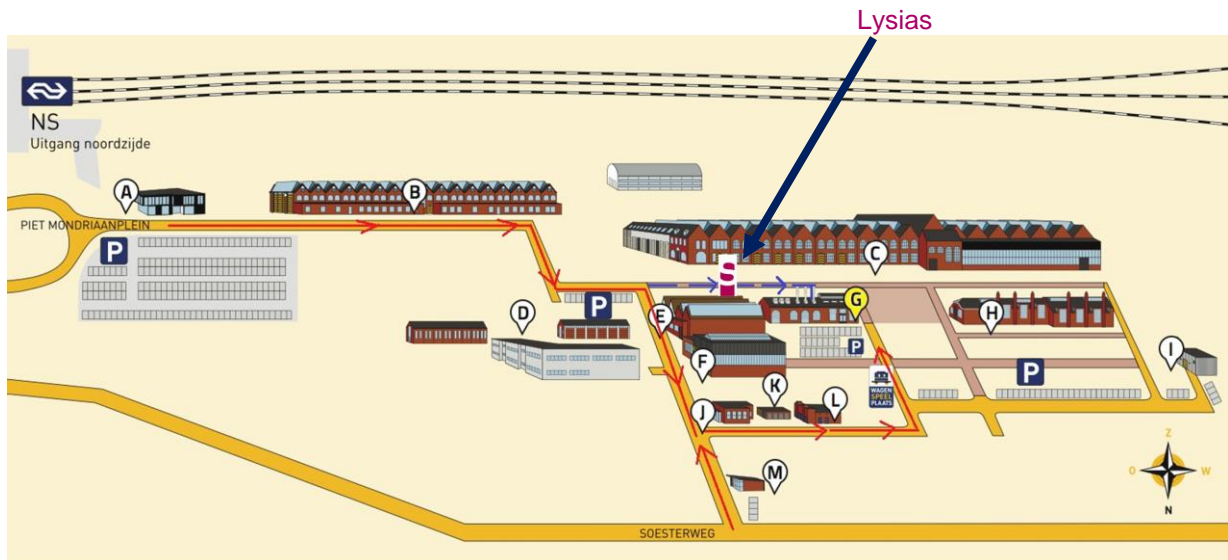 Lysias
NS
Uitgang noordzijde
A
B
PIET MONDRIAANPLEIN
P
C
S
P
D
E
G
H
F
P
I
P
WAGEN
SPEEL
PLAATS
K
J
L
M
Z
O
W
N
SOESTERWEG